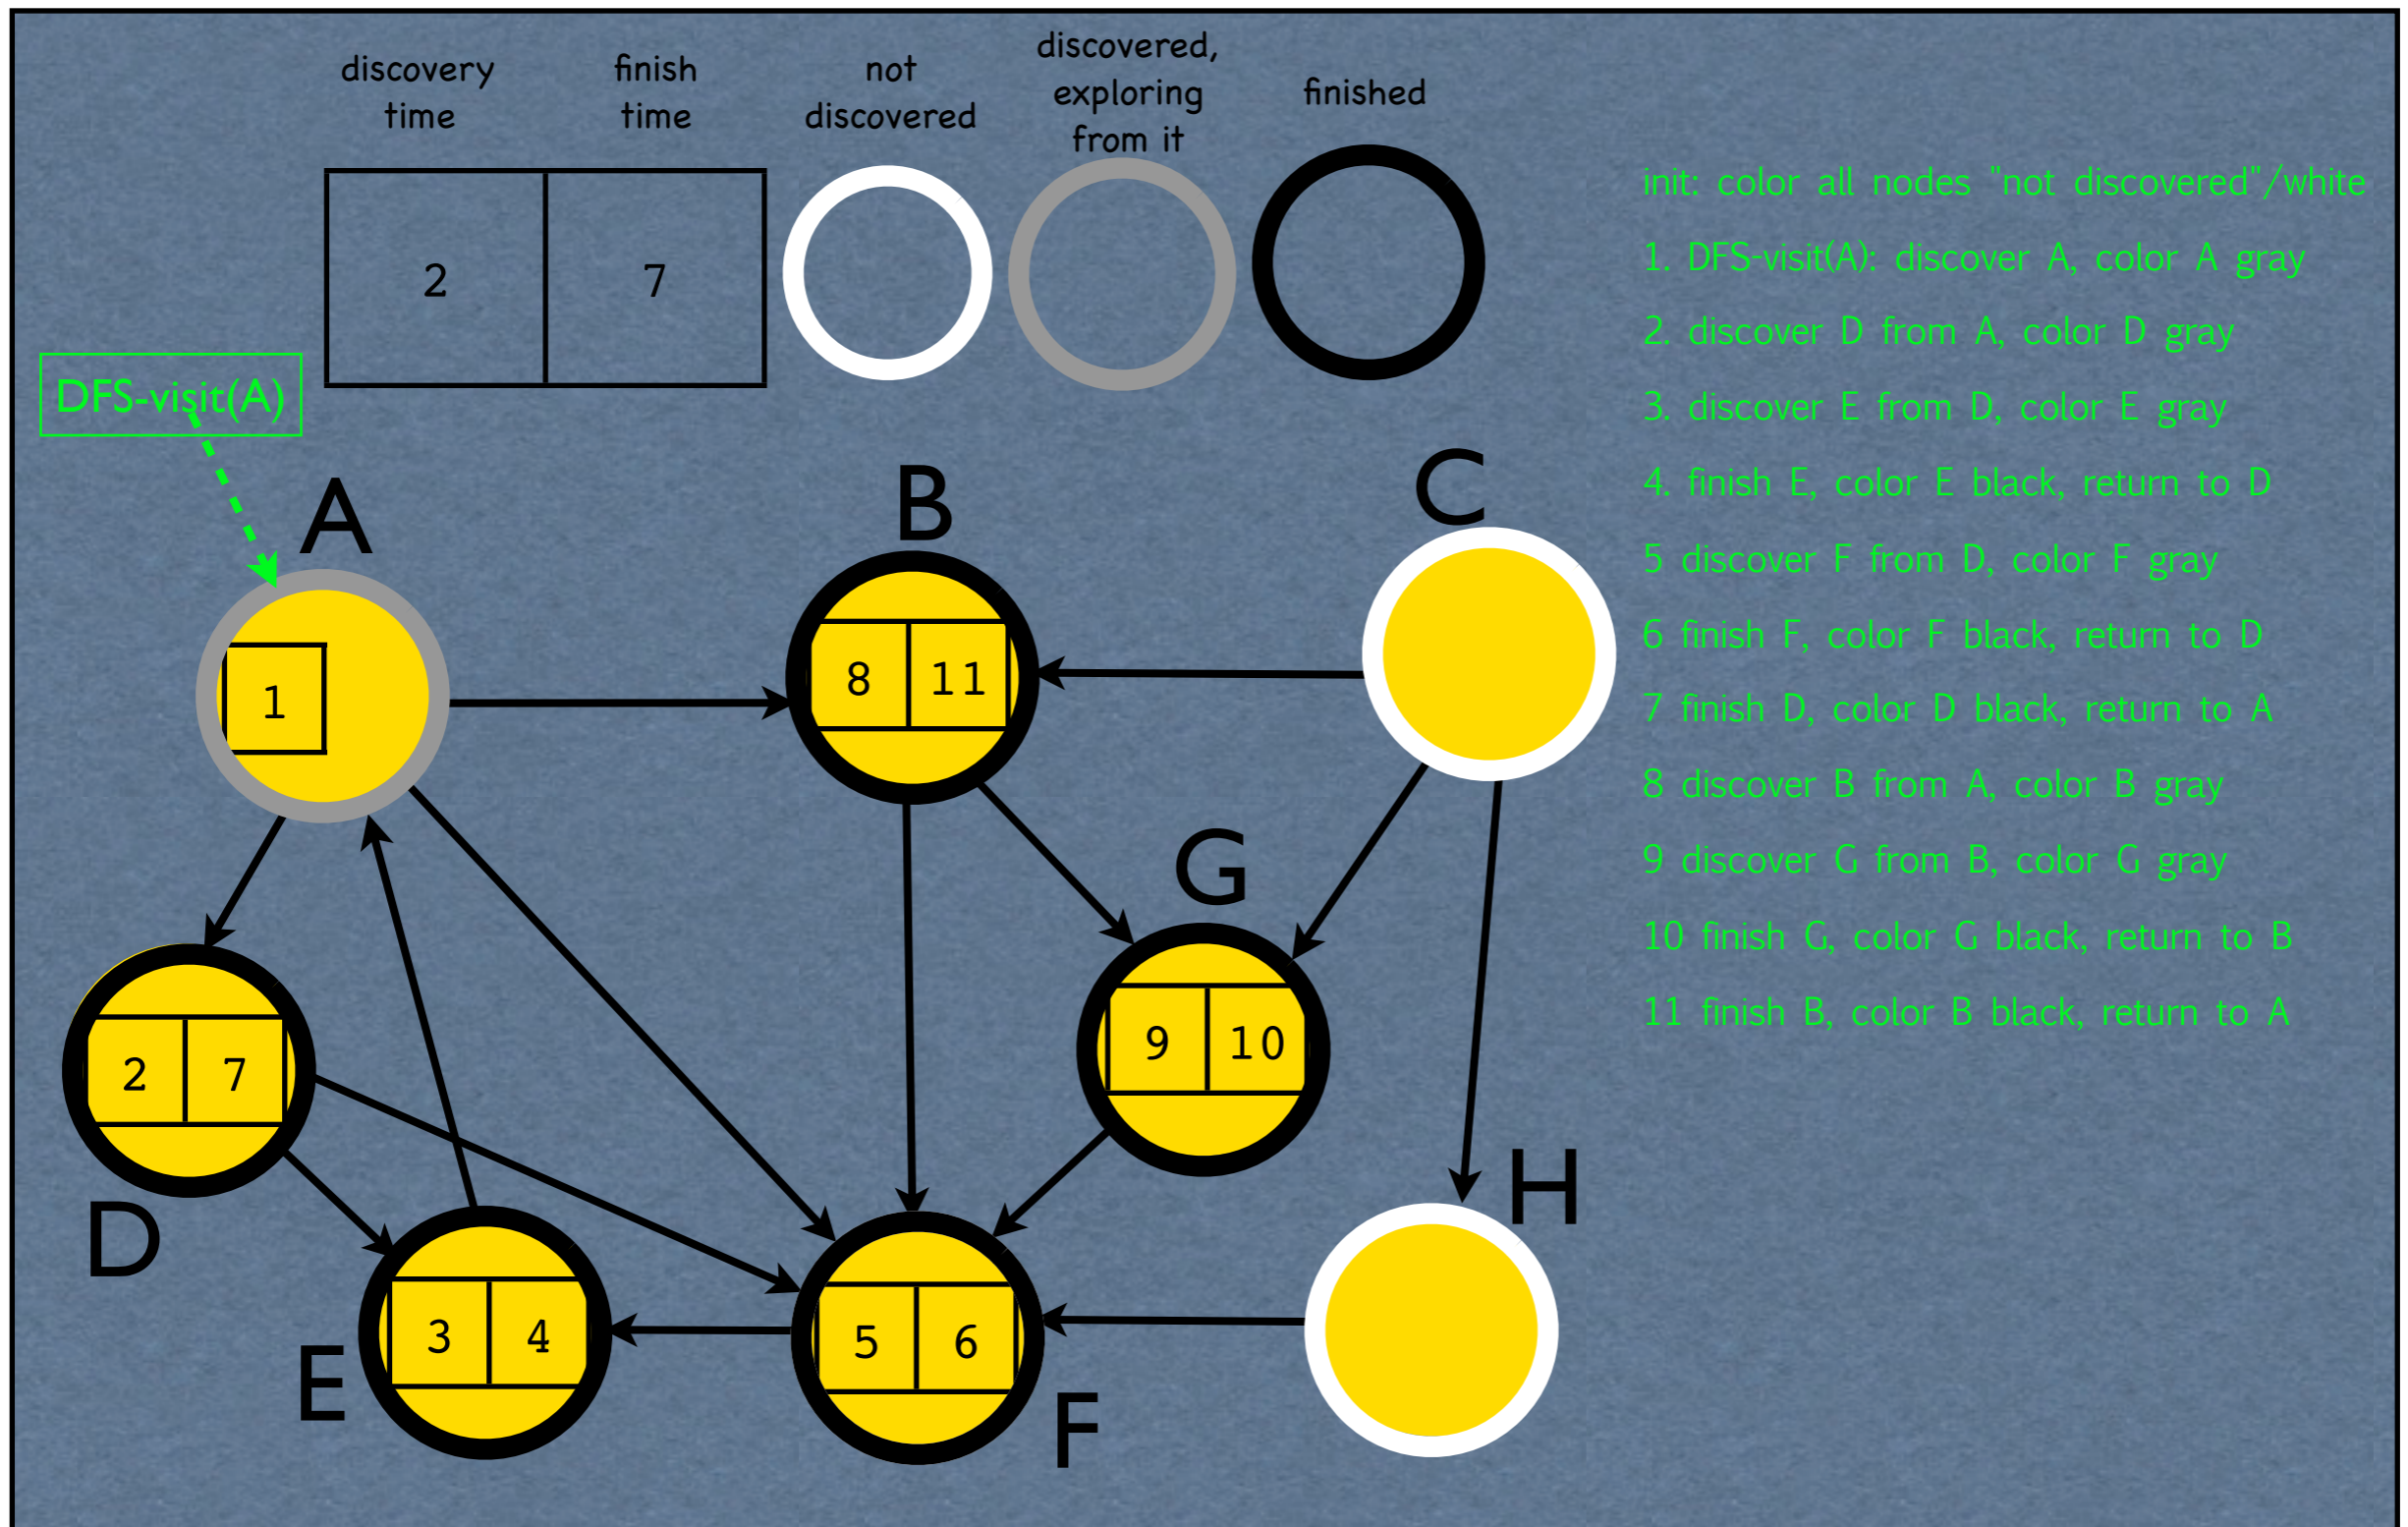 discovery
time
finish
time
not
discovered
discovered,
exploring
from it
finished
2
7
init: color all nodes "not discovered"/white
1. DFS-visit(A): discover A, color A gray
2. discover D from A, color D gray
3. discover E from D, color E gray
4. finish E, color E black, return to D
5 discover F from D, color F gray
6 finish F, color F black, return to D
7 finish D, color D black, return to A
8 discover B from A, color B gray
9 discover G from B, color G gray
10 finish G, color G black, return to B
11 finish B, color B black, return to A
DFS-visit(A)
A
1
B
8
11
C
G
9
10
D
2
7
E
3
4
F
5
6
H